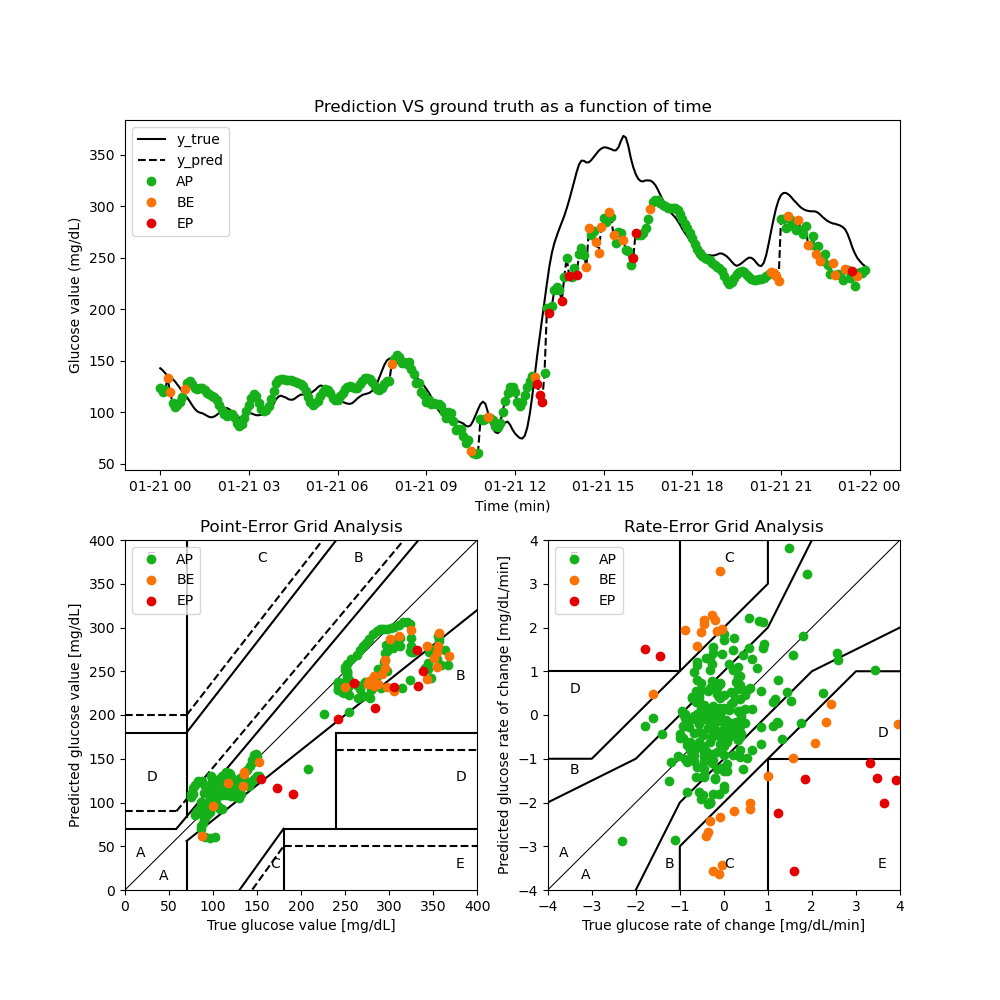 Prediction VS ground truth as a function of time
Glucose value (mg/dL)
350
300
250
200
150
100
50
y_true
y_pred
AP
BE
EP
01-21 00 01-21 03 01-21 06 01-21 09 01-21 12 01-21 15 01-21 18 01-21 21 01-22 00
Time (min)
Point-Error Grid Analysis
Predicted glucose value [mg/dL]
400
350
300
250
200
150
100
50
0
AP
BE
EP
C
B
B
D
D
A
A
C
E
0 50 100 150 200 250 300 350 400
True glucose value [mg/dL]
Rate-Error Grid Analysis
Predicted glucose rate of change [mg/dL/min]
4
3
2
1
0
−1
−2
−3
−4
AP
BE
EP
C
D
D
B
A
A
B
C
E
−4 −3 −2 −1 0 1 2 3 4
True glucose rate of change [mg/dL/min]